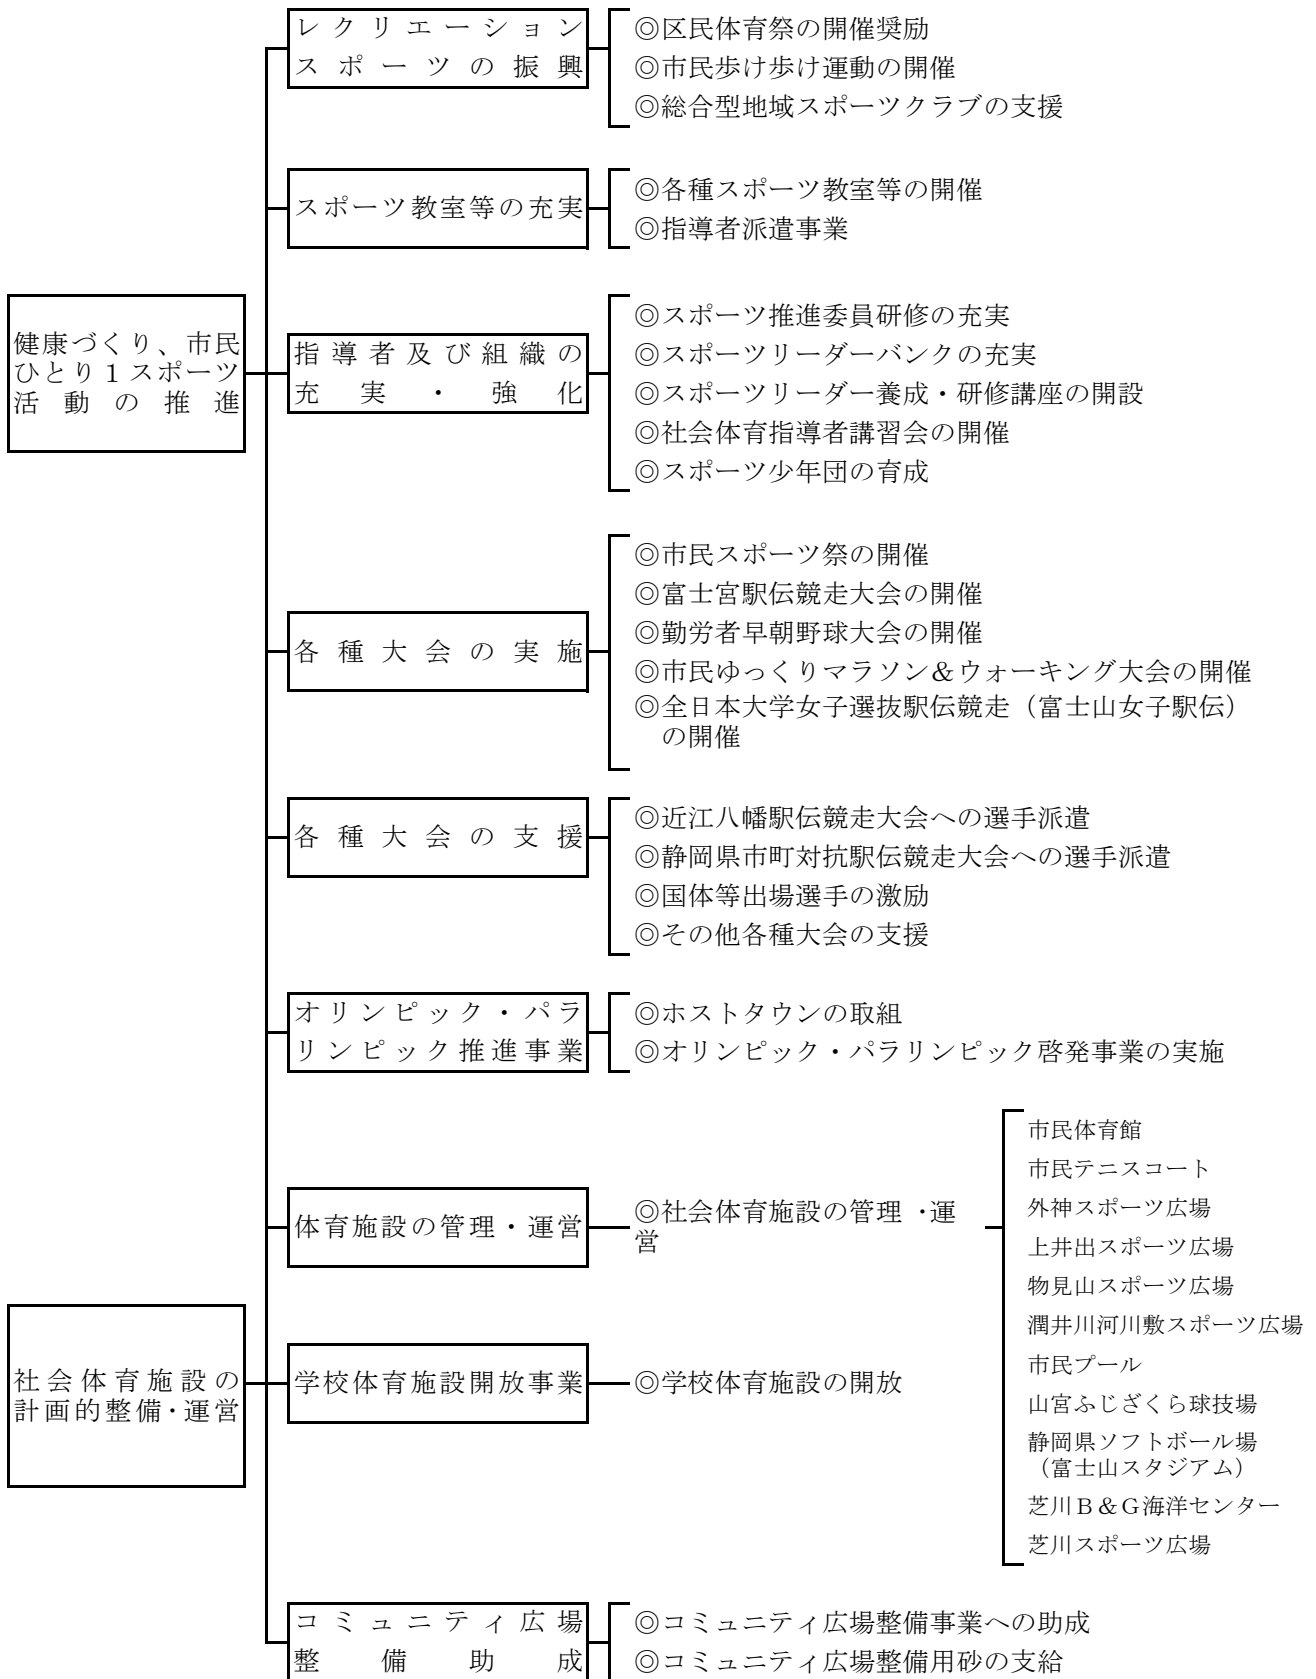 健康づくり、市民
ひとり１スポーツ
活動の推進
レクリエーション
スポーツの振興
◎区民体育祭の開催奨励
◎市民歩け歩け運動の開催
◎総合型地域スポーツクラブの支援
スポーツ教室等の充実
◎各種スポーツ教室等の開催
◎指導者派遣事業
指導者及び組織の
充実・強化
◎スポーツ推進委員研修の充実
◎スポーツリーダーバンクの充実
◎スポーツリーダー養成・研修講座の開設
◎社会体育指導者講習会の開催
◎スポーツ少年団の育成
各種大会の実施
◎市民スポーツ祭の開催
◎富士宮駅伝競走大会の開催
◎勤労者早朝野球大会の開催
◎市民ゆっくりマラソン＆ウォーキング大会の開催
◎全日本大学女子選抜駅伝競走（富士山女子駅伝）
の開催
各種大会の支援
◎近江八幡駅伝競走大会への選手派遣
◎静岡県市町対抗駅伝競走大会への選手派遣
◎国体等出場選手の激励
◎その他各種大会の支援
オリンピック・パラ
リンピック推進事業
◎ホストタウンの取組
◎オリンピック・パラリンピック啓発事業の実施
社会体育施設の
計画的整備・運営
体育施設の管理・運営
◎社会体育施設の管理・運
営
市民体育館
市民テニスコート
外神スポーツ広場
上井出スポーツ広場
物見山スポーツ広場
潤井川河川敷スポーツ広場
市民プール
山宮ふじざくら球技場
静岡県ソフトボール場
（富士山スタジアム）
芝川Ｂ＆Ｇ海洋センター
芝川スポーツ広場
学校体育施設開放事業
◎学校体育施設の開放
コミュニティ広場
整備助成
◎コミュニティ広場整備事業への助成
◎コミュニティ広場整備用砂の支給